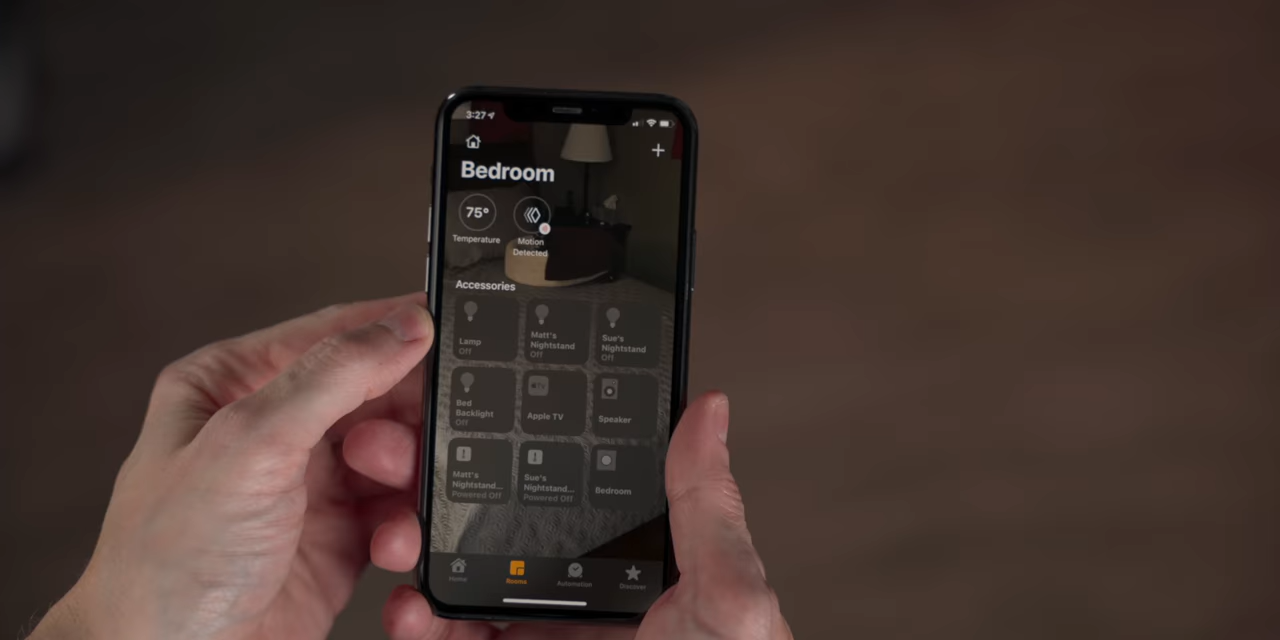 3:27
Bedroom
75°
Temperature
Motion
Detected
Accessories
Lamp
Off
Matt's
Nightstand
Off
Sue's
Nightstand
Off
Bed
Backlight
Off
tv
Apple TV
Speaker
Matt's
Nightstand...
Powered Off
Sue's
Nightstand...
Powered Off
Bedroom
Home
Rooms
Automation
Discover